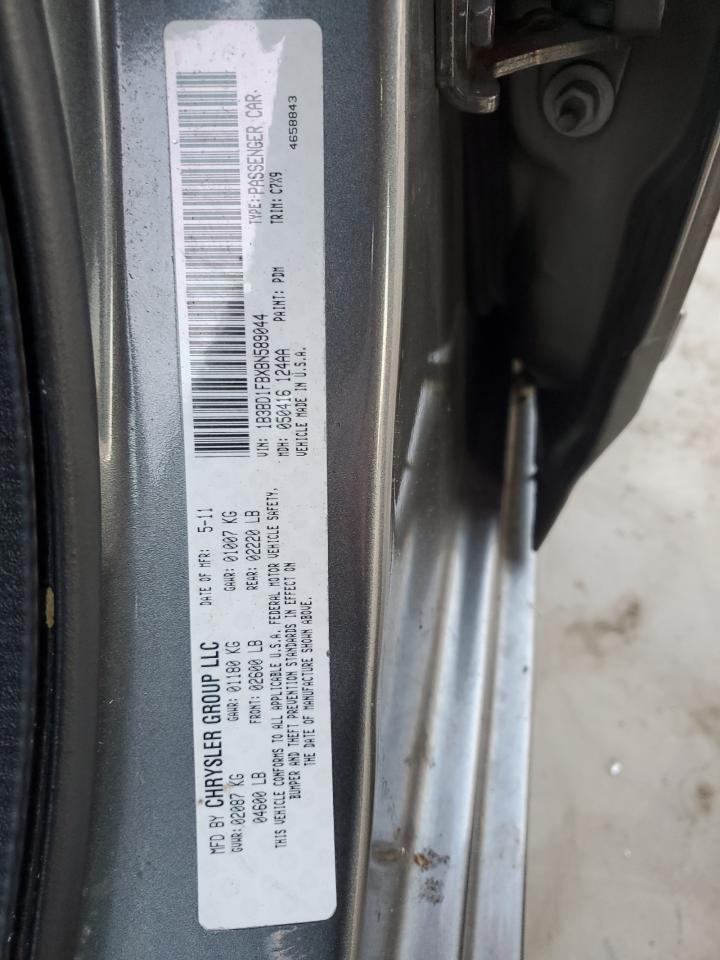 MFD BY CHRYSLER GROUP LLC DATE OF MFR: 5-11
GVWR: 02087 KG GAWR: 01180 KG GAWR: 01007 KG
04600 LB FRONT: 02600 LB REAR: 02220 LB
THIS VEHICLE CONFORMS TO ALL APPLICABLE U.S.A. FEDERAL MOTOR VEHICLE SAFETY,
BUMPER AND THEFT PREVENTION STANDARDS IN EFFECT ON
THE DATE OF MANUFACTURE SHOWN ABOVE.
VIN: 1B3BD1FBXBN589044 TYPE: PASSENGER CAR
MDH: 050416 124AA PAINT: PDM TRIM: C7X9
VEHICLE MADE IN U.S.A. 4658843